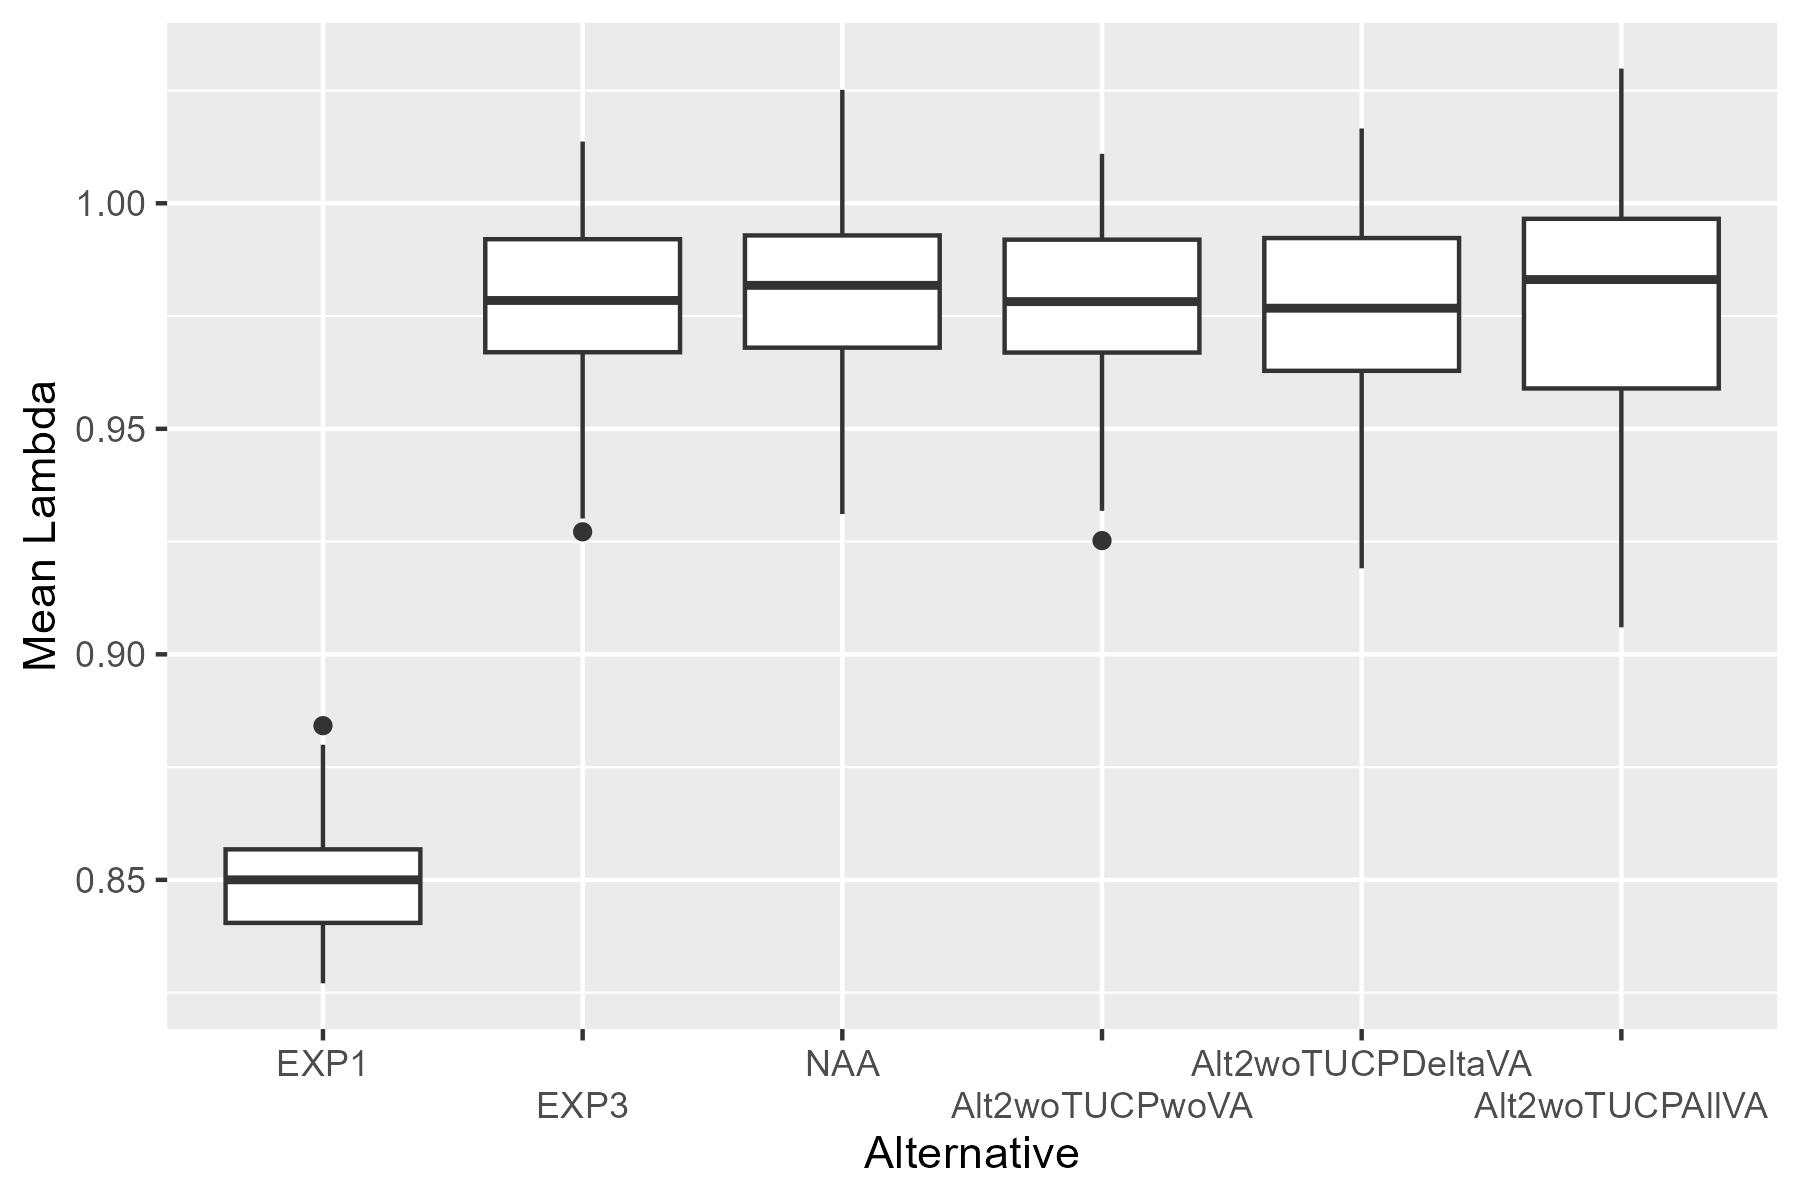 Mean Lambda
1.00
0.95
0.90
0.85
EXP1
EXP3
NAA
Alt2woTUCPwoVA
Alt2woTUCPDeltaVA
Alt2woTUCPAllVA
Alternative